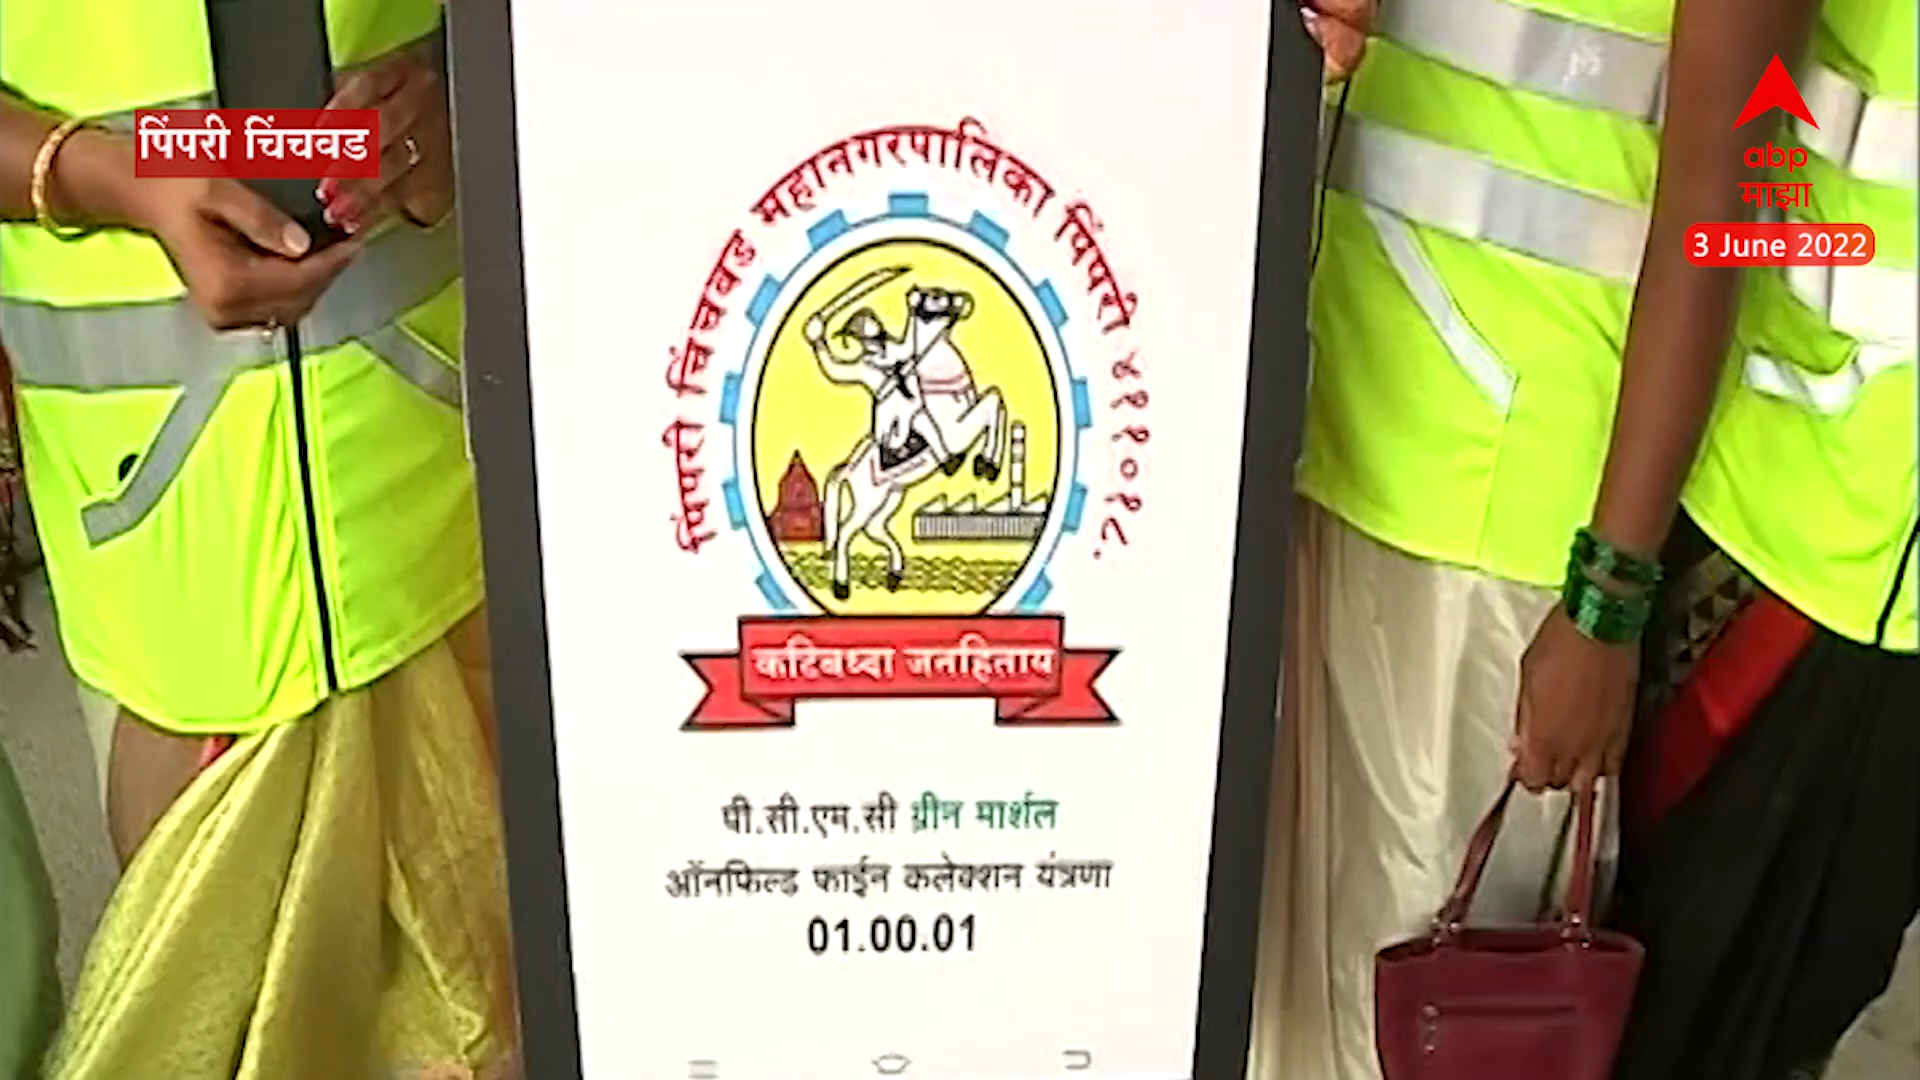 पिंपरी चिंचवड
abp
माझा
3 June 2022
पिंपरी चिंचवड महानगरपालिका पिंपरी ४११०१८.
कटिबध्दा जनहिताय
पी.सी.एम.सी ग्रीन मार्शल
ऑनफिल्ड फाईन कलेक्शन यंत्रणा
01.00.01